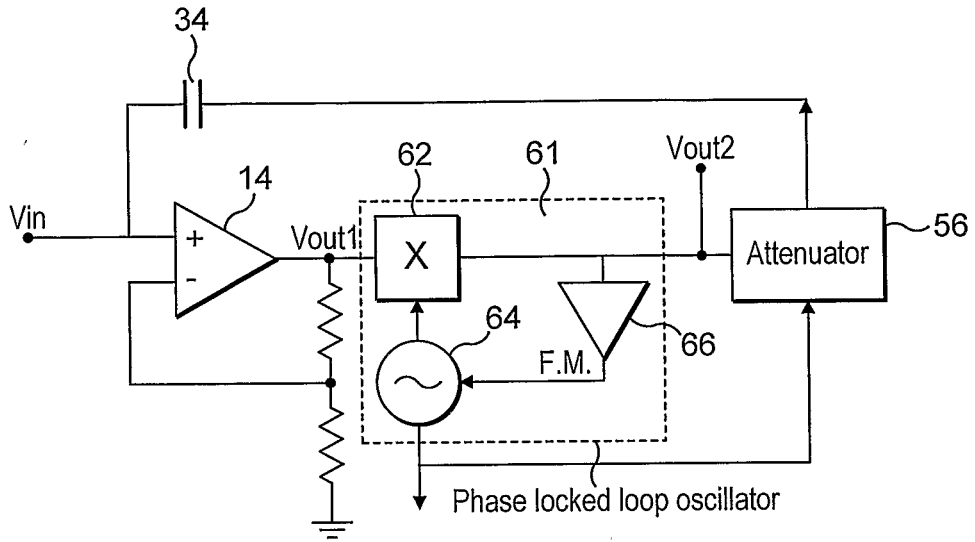 34
62
61
Vout2
14
Vin
Vout1
+
-
X
Attenuator
56
64
66
F.M.
Phase locked loop oscillator